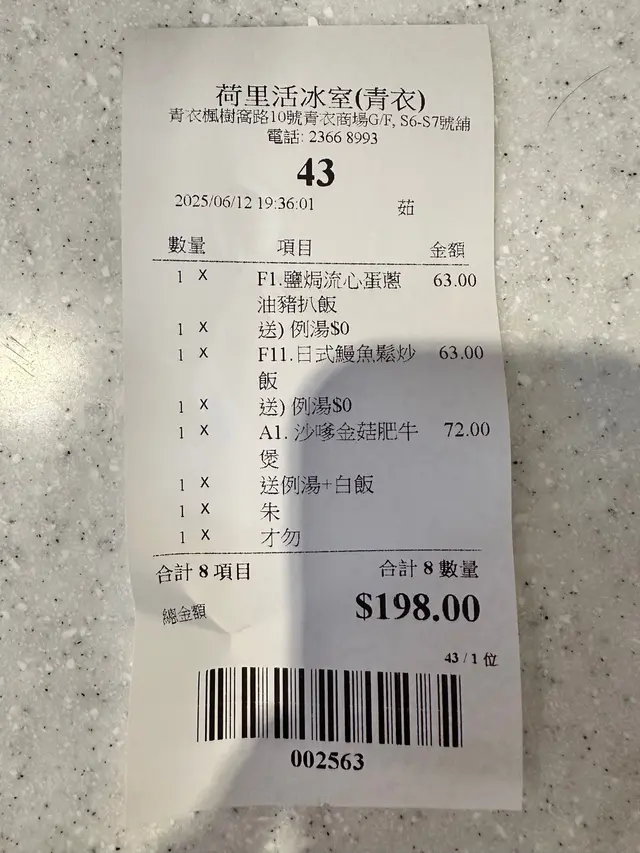 荷里活冰室(青衣)
青衣楓樹窩路10號青衣商場G/F, S6-S7號舖
電話: 2366 8993
43
2025/06/12 19:36:01 茹
數量 項目 金額
1 X F1.鹽焗流心蛋蔥 63.00
油豬扒飯
1 X 送) 例湯$0
1 X F11.日式鰻魚鬆炒 63.00
飯
1 X 送) 例湯$0
1 X A1. 沙嗲金菇肥牛 72.00
煲
1 X 送例湯+白飯
1 X 朱
1 X 才勿
合計 8 項目 合計 8 數量
總金額 $198.00
43 / 1 位
002563